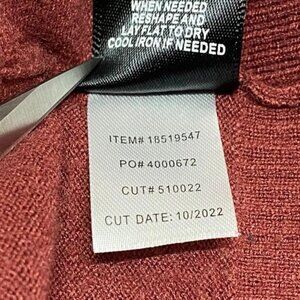 WHEN NEEDED
RESHAPE AND
LAY FLAT TO DRY
COOL IRON IF NEEDED
ITEM# 18519547
PO# 4000672
CUT# 510022
CUT DATE: 10/2022